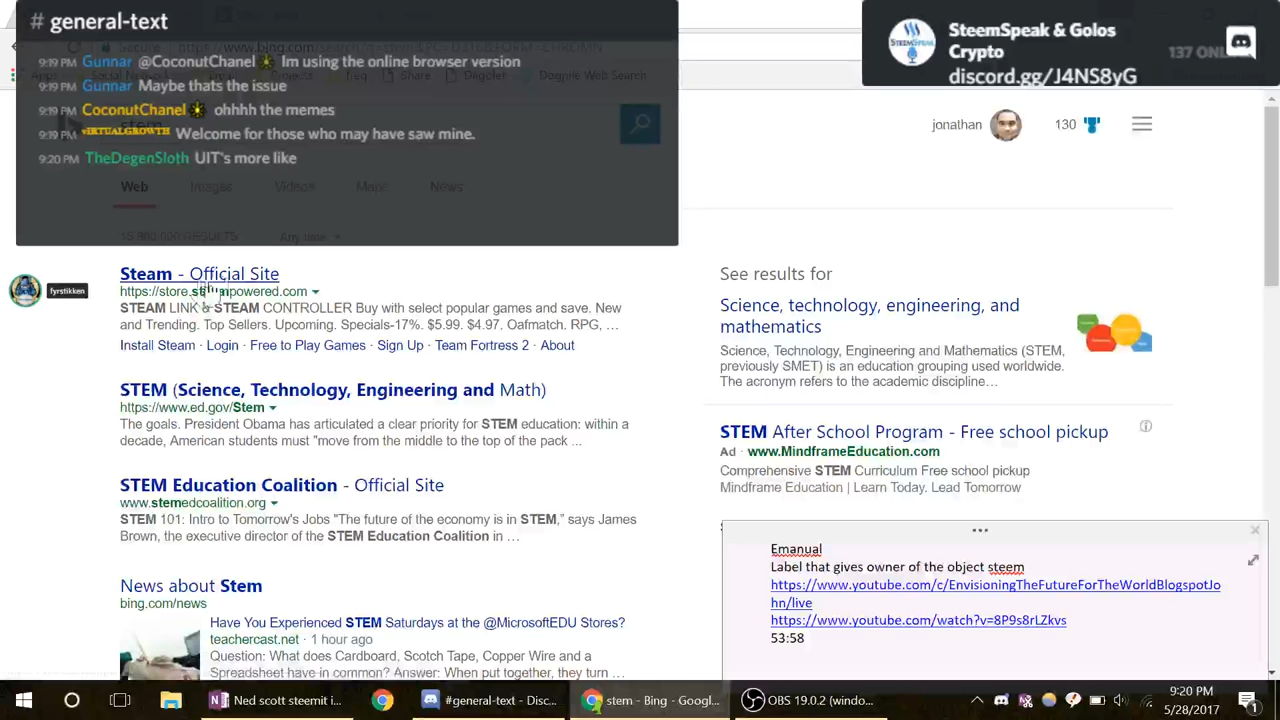 # general-text
9:19 PM Gunnar @CoconutChanel Im using the online browser version
9:19 PM Gunnar Maybe thats the issue
9:19 PM CoconutChanel ohhhh the memes
9:19 PM VIRTUALGROWTH Welcome for those who may have saw mine.
9:20 PM TheDegenSloth UIT's more like
SteemSpeak & Golos
Crypto
137 ONL
discord.gg/J4NS8yG
jonathan
130
stem
Web Images Videos Maps News
15,300,000 RESULTS Any time
fyrstikken
Steam - Official Site
https://store.steampowered.com
STEAM LINK & STEAM CONTROLLER Buy with select popular games and save. New
and Trending. Top Sellers. Upcoming. Specials-17%. $5.99. $4.97. Oafmatch. RPG, ...
Install Steam · Login · Free to Play Games · Sign Up · Team Fortress 2 · About
STEM (Science, Technology, Engineering and Math)
https://www.ed.gov/Stem
The goals. President Obama has articulated a clear priority for STEM education: within a
decade, American students must "move from the middle to the top of the pack ...
STEM Education Coalition - Official Site
www.stemedcoalition.org
STEM 101: Intro to Tomorrow's Jobs "The future of the economy is in STEM," says James
Brown, the executive director of the STEM Education Coalition in ...
News about Stem
bing.com/news
Have You Experienced STEM Saturdays at the @MicrosoftEDU Stores?
teachercast.net · 1 hour ago
Question: What does Cardboard, Scotch Tape, Copper Wire and a
Spreadsheet have in common? Answer: When put together, they turn ...
See results for
Science, technology, engineering, and
mathematics
Science, Technology, Engineering and Mathematics (STEM,
previously SMET) is an education grouping used worldwide.
The acronym refers to the academic discipline...
STEM After School Program - Free school pickup
Ad · www.MindframeEducation.com
Comprehensive STEM Curriculum Free school pickup
Mindframe Education | Learn Today. Lead Tomorrow
Emanual
Label that gives owner of the object steem
https://www.youtube.com/c/EnvisioningTheFutureForTheWorldBlogspotJo
hn/live
https://www.youtube.com/watch?v=8P9s8rLZkvs
53:58
Ned scott steemit i...
#general-text - Disc...
stem - Bing - Googl...
OBS 19.0.2 (windo...
9:20 PM
5/28/2017